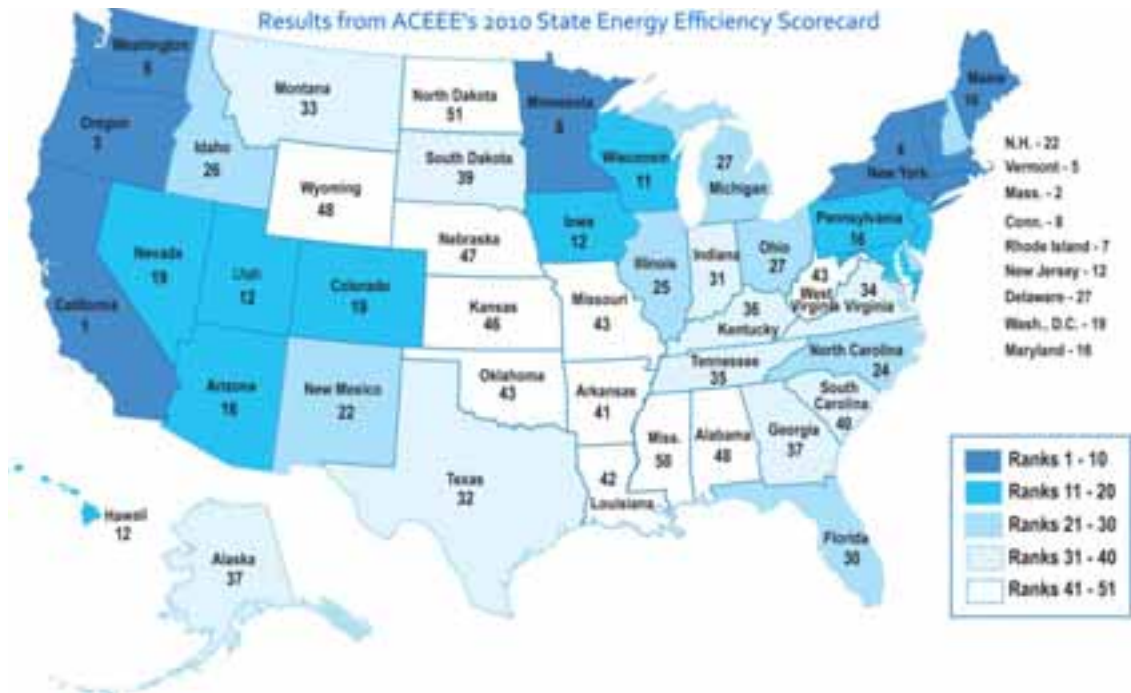 Results from ACEEE's 2010 State Energy Efficiency Scorecard
Washington
6
Oregon
3
California
1
Idaho
26
Nevada
19
Utah
12
Arizona
18
Montana
33
Wyoming
48
Colorado
19
New Mexico
22
North Dakota
51
South Dakota
39
Nebraska
47
Kansas
46
Oklahoma
43
Texas
32
Minnesota
8
Iowa
12
Missouri
43
Arkansas
41
42
Louisiana
Wisconsin
11
Illinois
25
27
Michigan
Indiana
31
Ohio
27
36
Kentucky
Tennessee
35
Miss.
50
Alabama
48
Georgia
37
Florida
30
South
Carolina
40
North Carolina
24
43
West
Virginia
34
Virginia
Pennsylvania
16
4
New York
Maine
10
N.H. - 22
Vermont - 5
Mass. - 2
Conn. - 8
Rhode Island - 7
New Jersey - 12
Delaware - 27
Wash., D.C. - 19
Maryland - 16
Hawaii
12
Alaska
37
Ranks 1 - 10
Ranks 11 - 20
Ranks 21 - 30
Ranks 31 - 40
Ranks 41 - 51